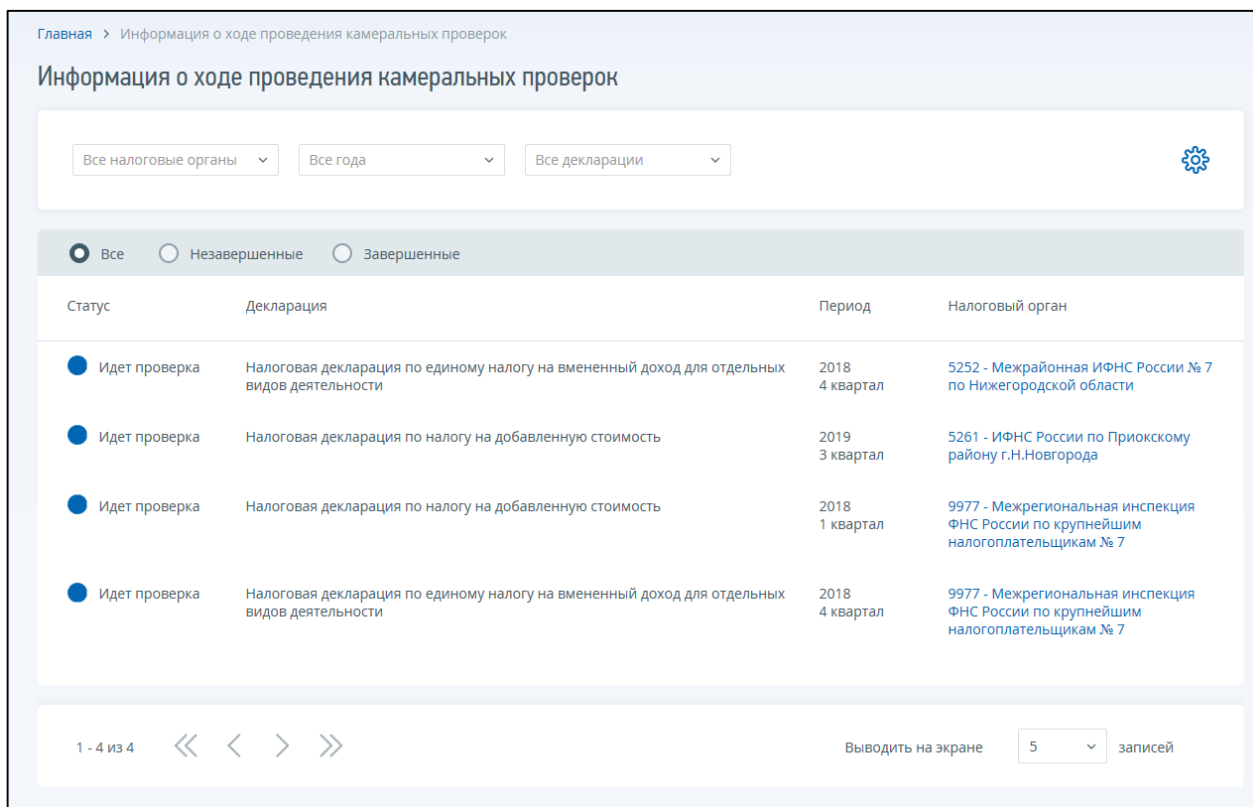 Главная > Информация о ходе проведения камеральных проверок
Информация о ходе проведения камеральных проверок
Все налоговые органы Все года Все декларации
Все Незавершенные Завершенные
Статус Декларация Период Налоговый орган
Идет проверка Налоговая декларация по единому налогу на вмененный доход для отдельных 2018 5252 - Межрайонная ИФНС России № 7
видов деятельности 4 квартал по Нижегородской области
Идет проверка Налоговая декларация по налогу на добавленную стоимость 2019 5261 - ИФНС России по Приокскому
3 квартал району г.Н.Новгорода
Идет проверка Налоговая декларация по налогу на добавленную стоимость 2018 9977 - Межрегиональная инспекция
1 квартал ФНС России по крупнейшим
налогоплательщикам № 7
Идет проверка Налоговая декларация по единому налогу на вмененный доход для отдельных 2018 9977 - Межрегиональная инспекция
видов деятельности 4 квартал ФНС России по крупнейшим
налогоплательщикам № 7
1 - 4 из 4 Выводить на экране 5 записей